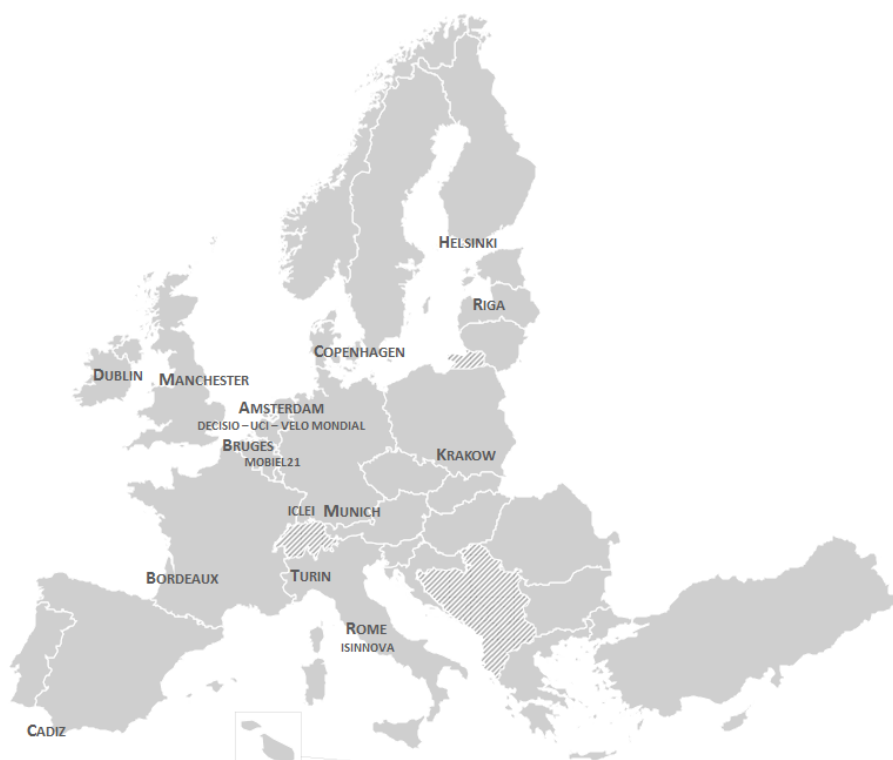 HELSINKI
RIGA
COPENHAGEN
DUBLIN
MANCHESTER
AMSTERDAM
DECISIO – UCI – VELO MONDIAL
BRUGES
MOBIEL21
KRAKOW
ICLEI MUNICH
BORDEAUX
TURIN
ROME
ISINNOVA
CADIZ